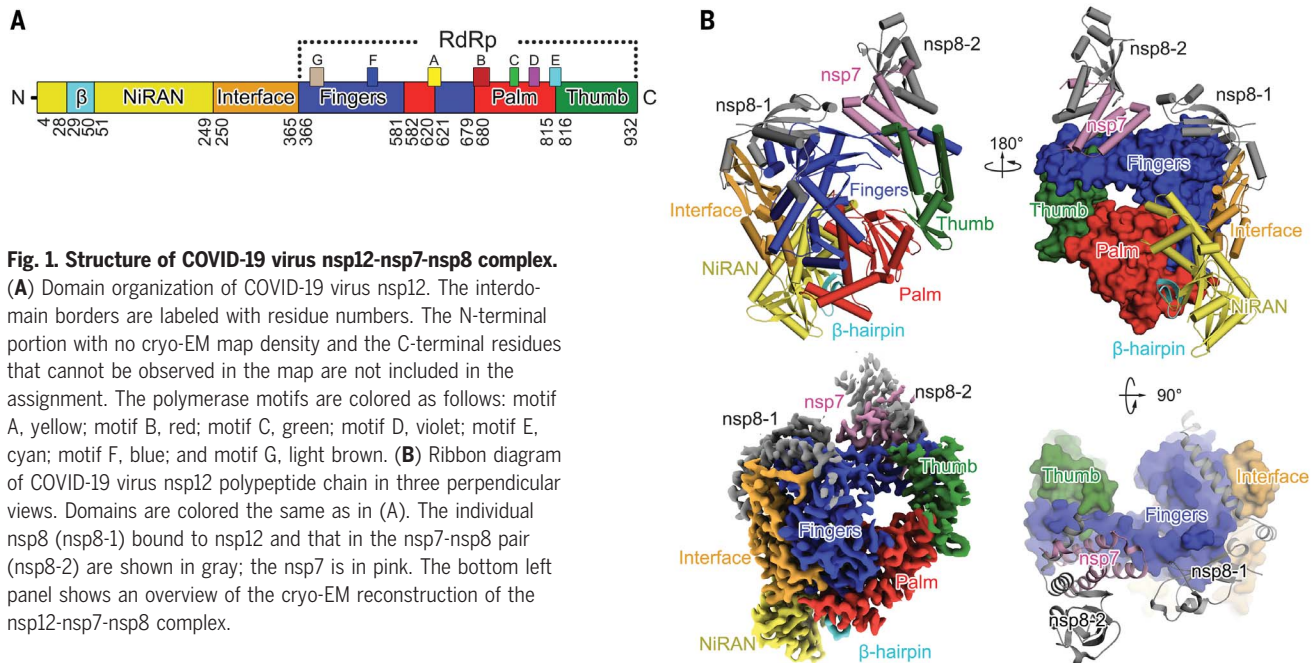 A
RdRp
G F A B C D E
N β NiRAN Interface Fingers Palm Thumb C
4 28 29 50 51 249 250 365 366 581 582 620 621 679 680 815 816 932
Fig. 1. Structure of COVID-19 virus nsp12-nsp7-nsp8 complex.
(A) Domain organization of COVID-19 virus nsp12. The interdo-
main borders are labeled with residue numbers. The N-terminal
portion with no cryo-EM map density and the C-terminal residues
that cannot be observed in the map are not included in the
assignment. The polymerase motifs are colored as follows: motif
A, yellow; motif B, red; motif C, green; motif D, violet; motif E,
cyan; motif F, blue; and motif G, light brown. (B) Ribbon diagram
of COVID-19 virus nsp12 polypeptide chain in three perpendicular
views. Domains are colored the same as in (A). The individual
nsp8 (nsp8-1) bound to nsp12 and that in the nsp7-nsp8 pair
(nsp8-2) are shown in gray; the nsp7 is in pink. The bottom left
panel shows an overview of the cryo-EM reconstruction of the
nsp12-nsp7-nsp8 complex.
B
nsp8-2
nsp7
nsp8-1
Fingers
Interface
Thumb
NiRAN
Palm
β-hairpin
180°
nsp8-2
nsp8-1
nsp7
Fingers
Thumb
Interface
Palm
NiRAN
β-hairpin
90°
nsp8-1
nsp7
nsp8-2
Thumb
Fingers
Interface
Palm
NiRAN
β-hairpin
Thumb
Interface
Fingers
nsp7
nsp8-1
nsp8-2